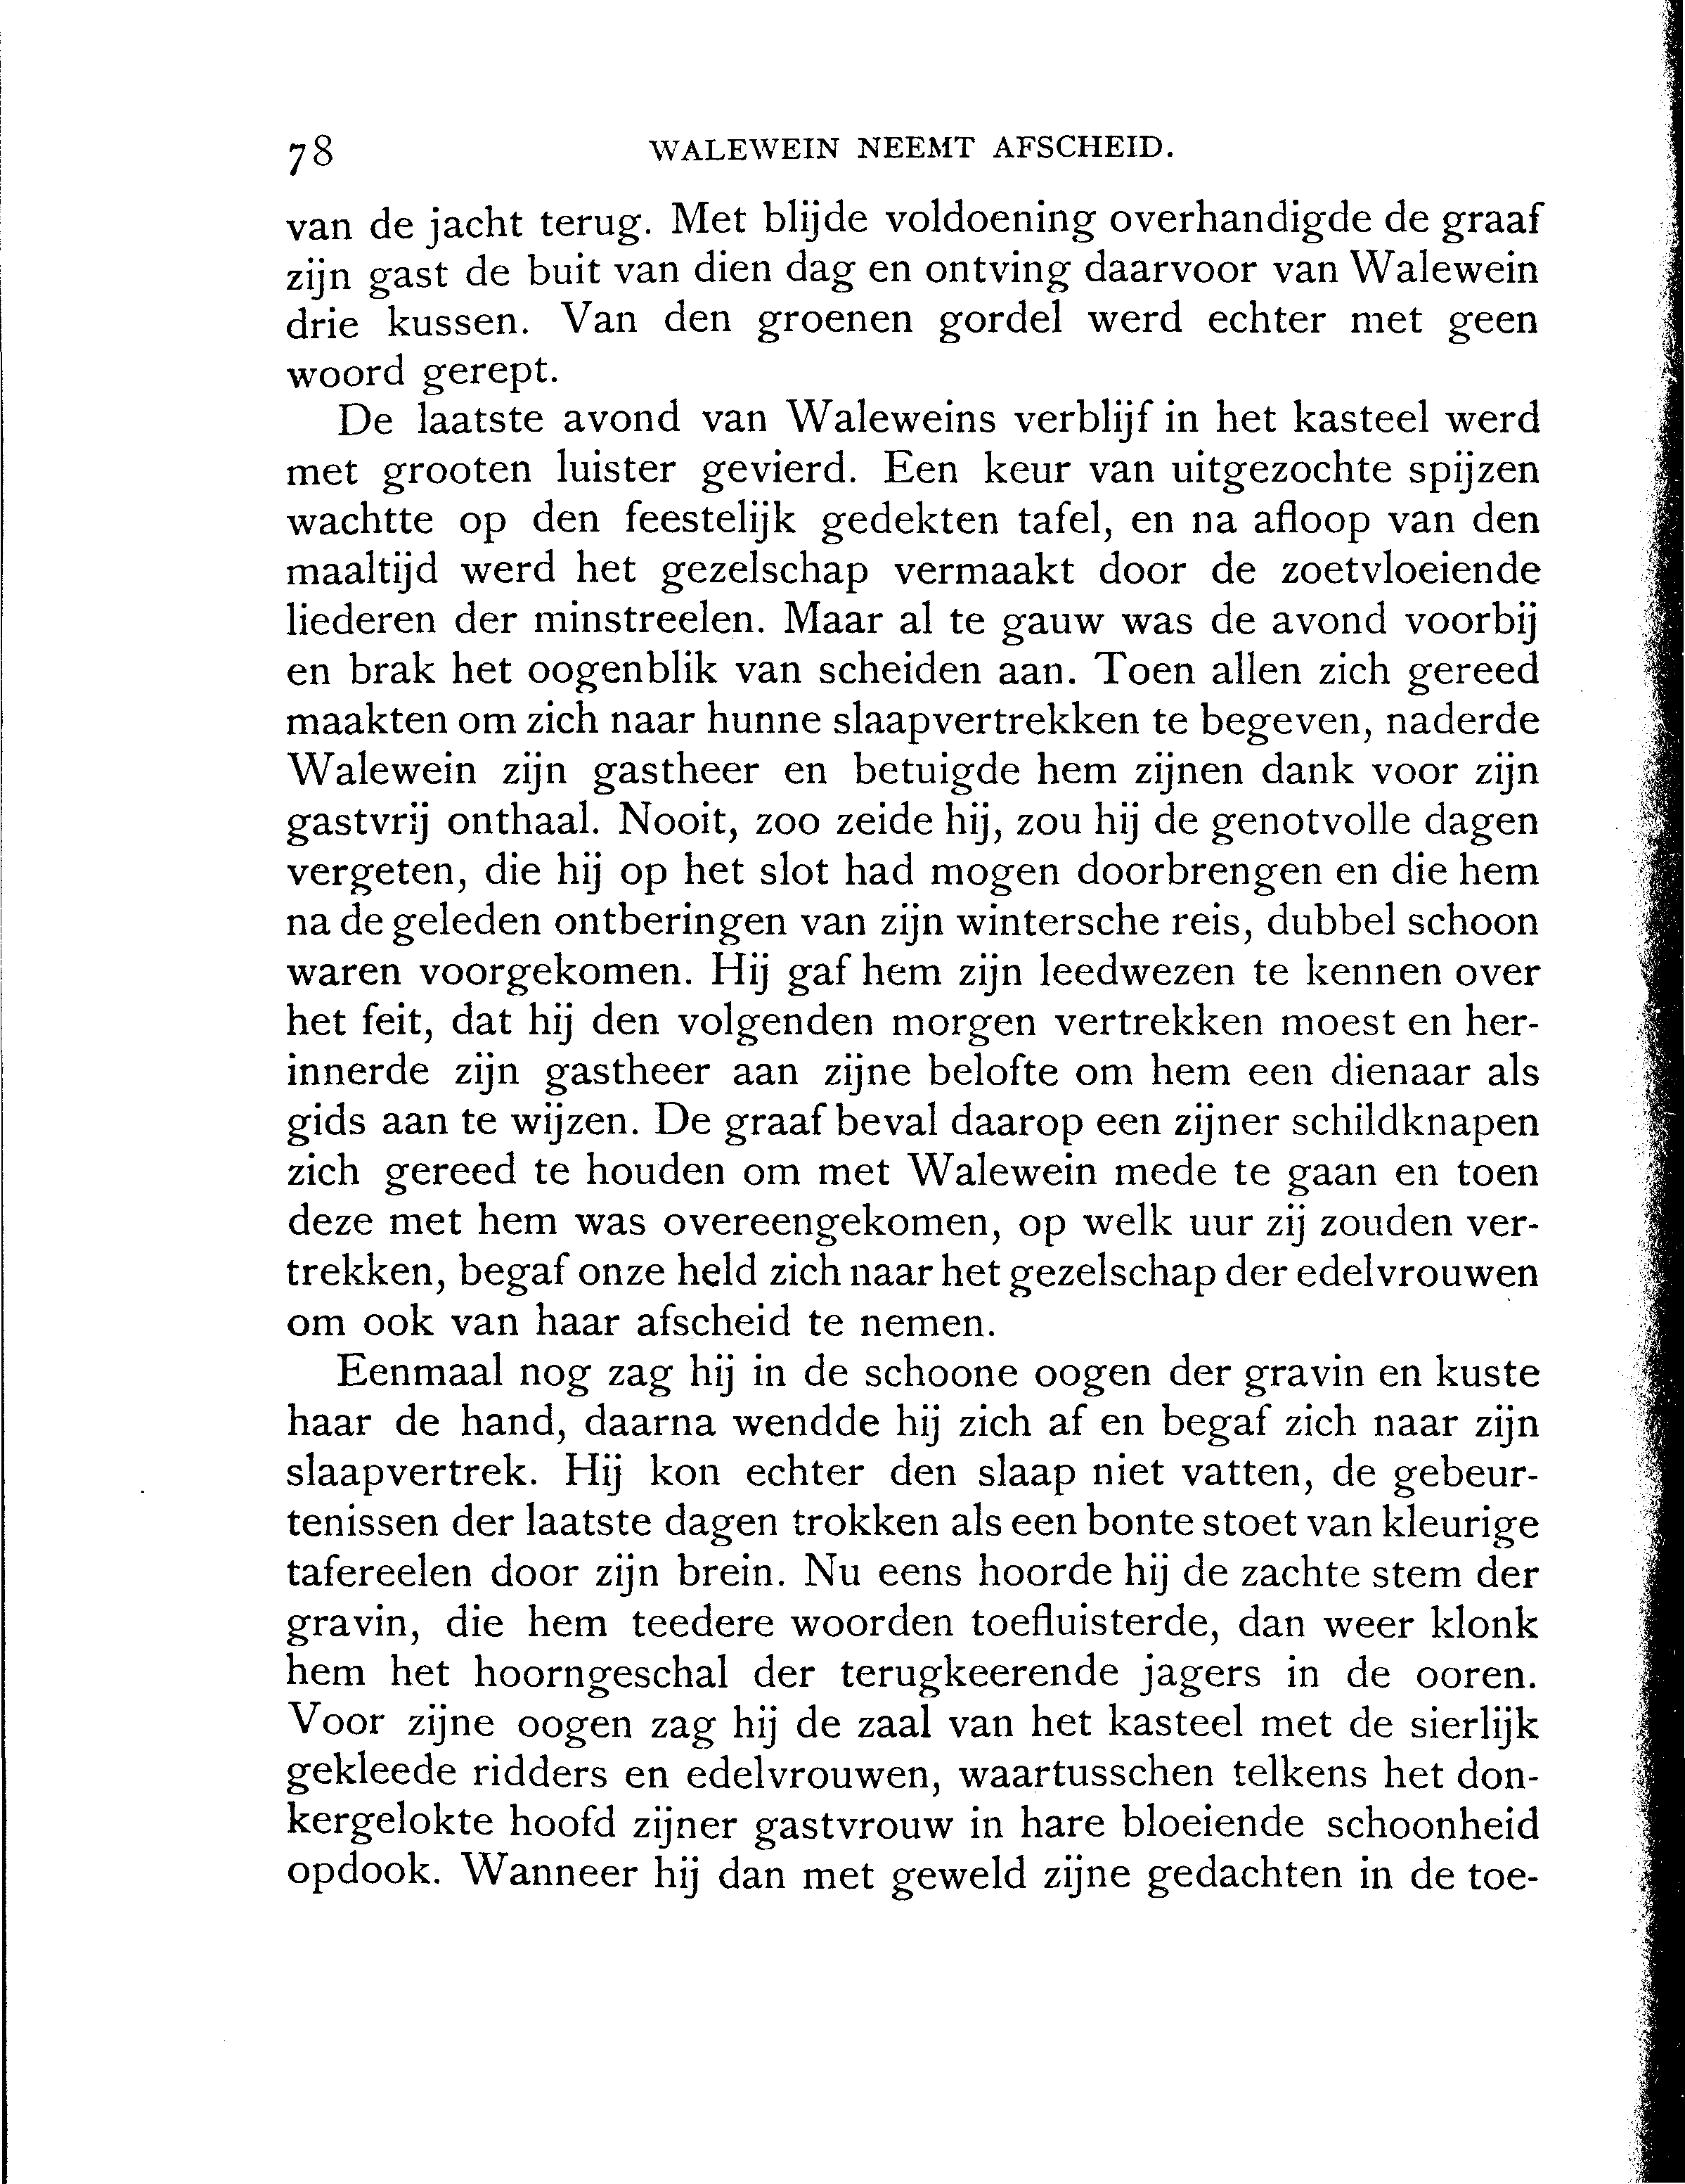 78 WALEWEIN NEEMT AFSCHEID.
van de jacht terug. Met blijde voldoening overhandigde de graaf
zijn gast de buit van dien dag en ontving daarvoor van Walewein
drie kussen. Van den groenen gordel werd echter met geen
woord gerept.
De laatste avond van Waleweins verblijf in het kasteel werd
met grooten luister gevierd. Een keur van uitgezochte spijzen
wachtte op den feestelijk gedekten tafel, en na afloop van den
maaltijd werd het gezelschap vermaakt door de zoetvloeiende
liederen der minstreelen. Maar al te gauw was de avond voorbij
en brak het oogenblik van scheiden aan. Toen allen zich gereed
maakten om zich naar hunne slaapvertrekken te begeven, naderde
Walewein zijn gastheer en betuigde hem zijnen dank voor zijn
gastvrij onthaal. Nooit, zoo zeide hij, zou hij de genotvolle dagen
vergeten, die hij op het slot had mogen doorbrengen en die hem
na de geleden ontberingen van zijn wintersche reis, dubbel schoon
waren voorgekomen. Hij gaf hem zijn leedwezen te kennen over
het feit, dat hij den volgenden morgen vertrekken moest en her-
innerde zijn gastheer aan zijne belofte om hem een dienaar als
gids aan te wijzen. De graaf beval daarop een zijner schildknapen
zich gereed te houden om met Walewein mede te gaan en toen
deze met hem was overeengekomen, op welk uur zij zouden ver-
trekken, begaf onze held zich naar het gezelschap der edelvrouwen
om ook van haar afscheid te nemen.
Eenmaal nog zag hij in de schoone oogen der gravin en kuste
haar de hand, daarna wendde hij zich af en begaf zich naar zijn
slaapvertrek. Hij kon echter den slaap niet vatten, de gebeur-
tenissen der laatste dagen trokken als een bonte stoet van kleurige
tafereelen door zijn brein. Nu eens hoorde hij de zachte stem der
gravin, die hem teedere woorden toefluisterde, dan weer klonk
hem het hoorngeschal der terugkeerende jagers in de ooren.
Voor zijne oogen zag hij de zaal van het kasteel met de sierlijk
gekleede ridders en edelvrouwen, waartusschen telkens het don-
kergelokte hoofd zijner gastvrouw in hare bloeiende schoonheid
opdook. Wanneer hij dan met geweld zijne gedachten in de toe-